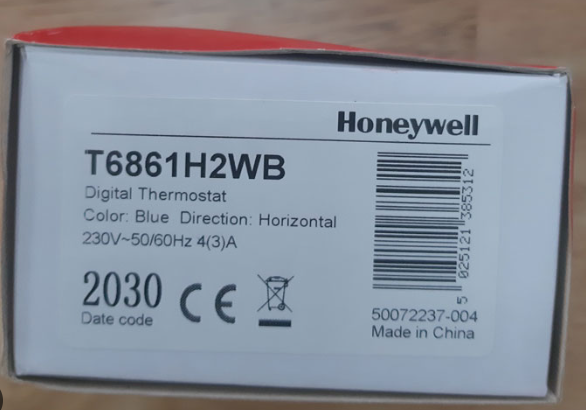 Honeywell
T6861H2WB
Digital Thermostat
Color: Blue Direction: Horizontal
230V~50/60Hz 4(3)A
2030
Date code
CE
5 025121 385312
50072237-004
Made in China